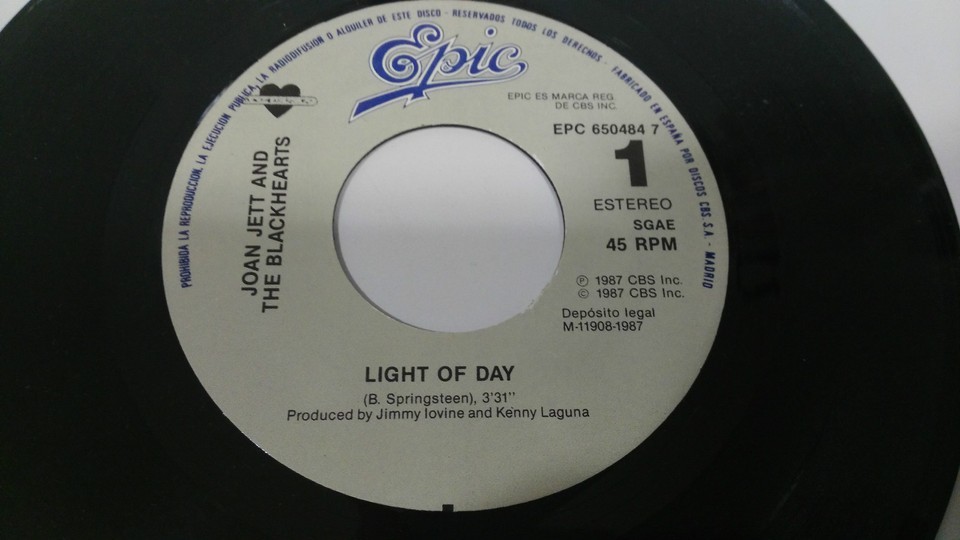 PROHIBIDA LA REPRODUCCION, LA EJECUCION PUBLICA, LA RADIODIFUSION O ALQUILER DE ESTE DISCO - RESERVADOS TODOS LOS DERECHOS - FABRICADO EN ESPAÑA POR DISCOS CBS S.A. - MADRID
Epic
EPIC ES MARCA REG.
DE CBS INC.
EPC 650484 7
1
ESTEREO
SGAE
45 RPM
℗ 1987 CBS Inc.
© 1987 CBS Inc.
Depósito legal
M-11908-1987
JOAN JETT AND
THE BLACKHEARTS
LIGHT OF DAY
(B. Springsteen), 3'31''
Produced by Jimmy Iovine and Kenny Laguna